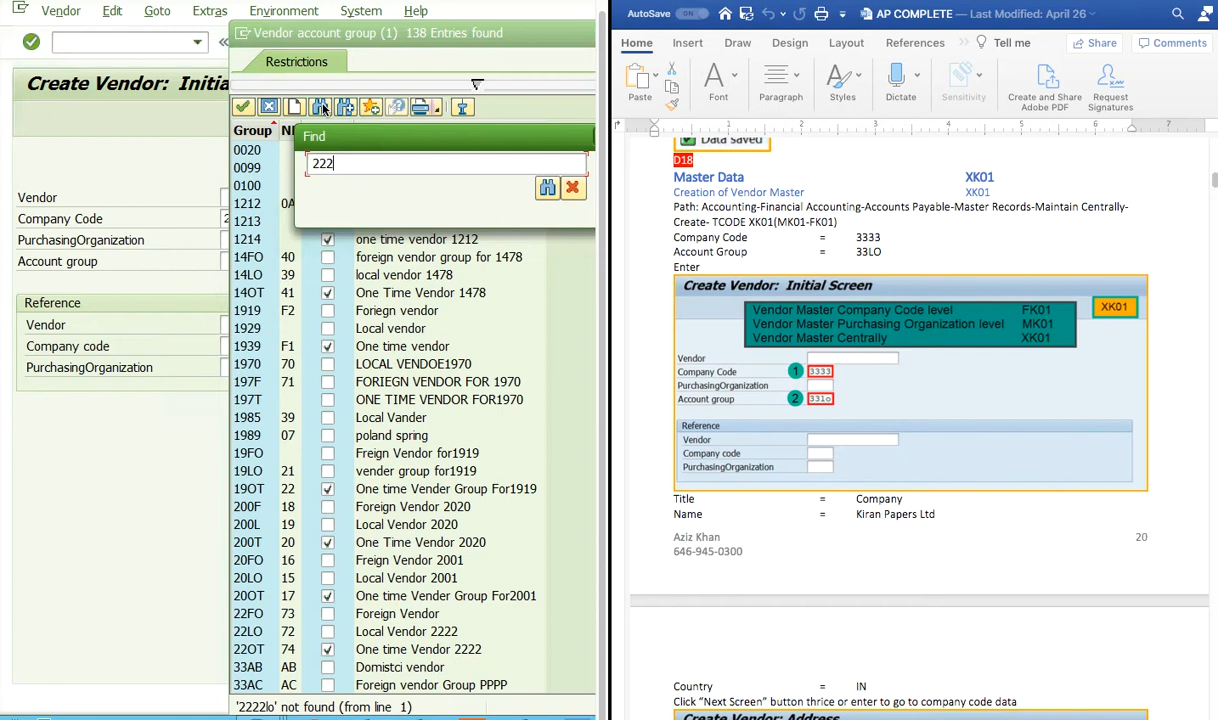 Vendor Edit Goto Extras Environment System Help
Create Vendor: Initia
Vendor
Company Code 2
PurchasingOrganization
Account group
Reference
Vendor
Company code
PurchasingOrganization
Vendor account group (1) 138 Entries found
Restrictions
Find
222
Group
0020
0099
0100
1212 0A
1213
1214 one time vendor 1212
14FO 40 foreign vendor group for 1478
14LO 39 local vendor 1478
14OT 41 One Time Vendor 1478
1919 F2 Foriegn vendor
1929 Local vendor
1939 F1 One time vendor
1970 70 LOCAL VENDOE1970
197F 71 FORIEGN VENDOR FOR 1970
197T ONE TIME VENDOR FOR1970
1985 39 Local Vander
1989 07 poland spring
19FO Freign Vendor for1919
19LO 21 vender group for1919
19OT 22 One time Vender Group For1919
200F 18 Foreign Vendor 2020
200L 19 Local Vendor 2020
200T 20 One Time Vendor 2020
20FO 16 Freign Vendor 2001
20LO 15 Local Vendor 2001
20OT 17 One time Vender Group For2001
22FO 73 Foreign Vendor
22LO 72 Local Vendor 2222
22OT 74 One time Vendor 2222
33AB AB Domistci vendor
33AC AC Foreign vendor Group PPPP
'2222lo' not found (from line 1)
AutoSave ON AP COMPLETE — Last Modified: April 26
Home Insert Draw Design Layout References Tell me Share Comments
Paste Font Paragraph Styles Dictate Sensitivity Create and Share Adobe PDF Request Signatures
1 2 3 4 5 6 7
Data saved
D18
Master Data XK01
Creation of Vendor Master XK01
Path: Accounting-Financial Accounting-Accounts Payable-Master Records-Maintain Centrally-
Create- TCODE XK01(MK01-FK01)
Company Code = 3333
Account Group = 33LO
Enter
Create Vendor: Initial Screen
Vendor Master Company Code level FK01
Vendor Master Purchasing Organization level MK01
Vendor Master Centrally XK01
XK01
Vendor
Company Code 1 3333
PurchasingOrganization
Account group 2 33lo
Reference
Vendor
Company code
PurchasingOrganization
Title = Company
Name = Kiran Papers Ltd
Aziz Khan 20
646-945-0300
Country = IN
Click “Next Screen” button thrice or enter to go to company code data
Create Vendor: Address